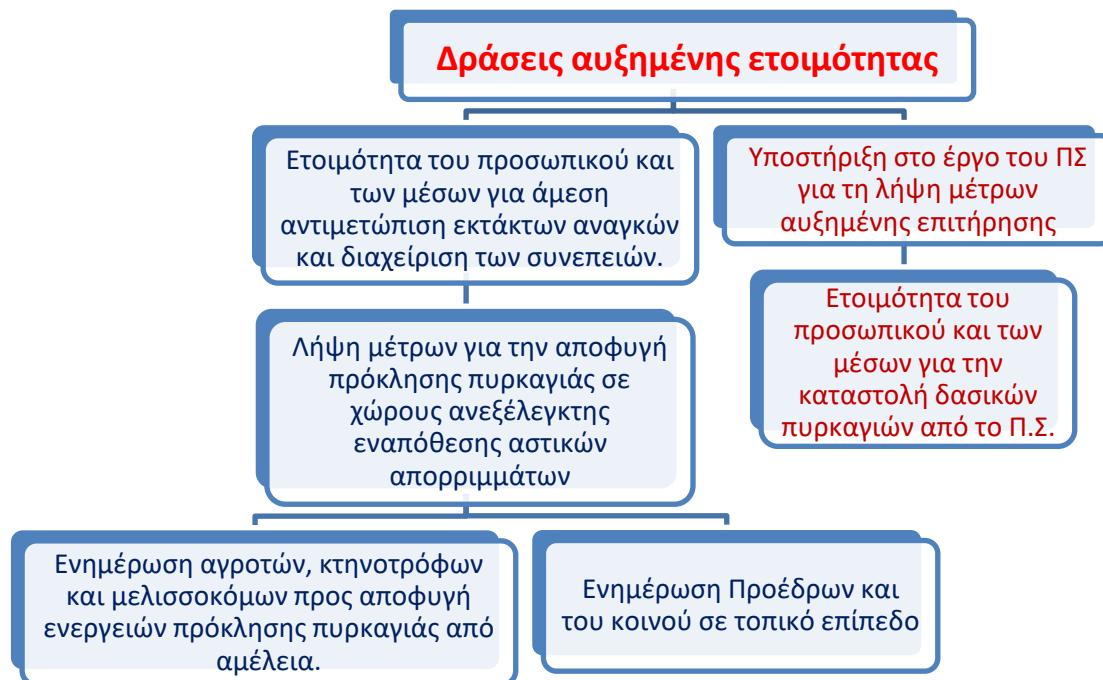 Δράσεις αυξημένης ετοιμότητας
Ετοιμότητα του προσωπικού και
των μέσων για άμεση
αντιμετώπιση εκτάκτων αναγκών
και διαχείριση των συνεπειών.
Υποστήριξη στο έργο του ΠΣ
για τη λήψη μέτρων
αυξημένης επιτήρησης
Λήψη μέτρων για την αποφυγή
πρόκλησης πυρκαγιάς σε
χώρους ανεξέλεγκτης
εναπόθεσης αστικών
απορριμμάτων
Ετοιμότητα του
προσωπικού και των
μέσων για την
καταστολή δασικών
πυρκαγιών από το Π.Σ.
Ενημέρωση αγροτών, κτηνοτρόφων
και μελισσοκόμων προς αποφυγή
ενεργειών πρόκλησης πυρκαγιάς από
αμέλεια.
Ενημέρωση Προέδρων και
του κοινού σε τοπικό επίπεδο